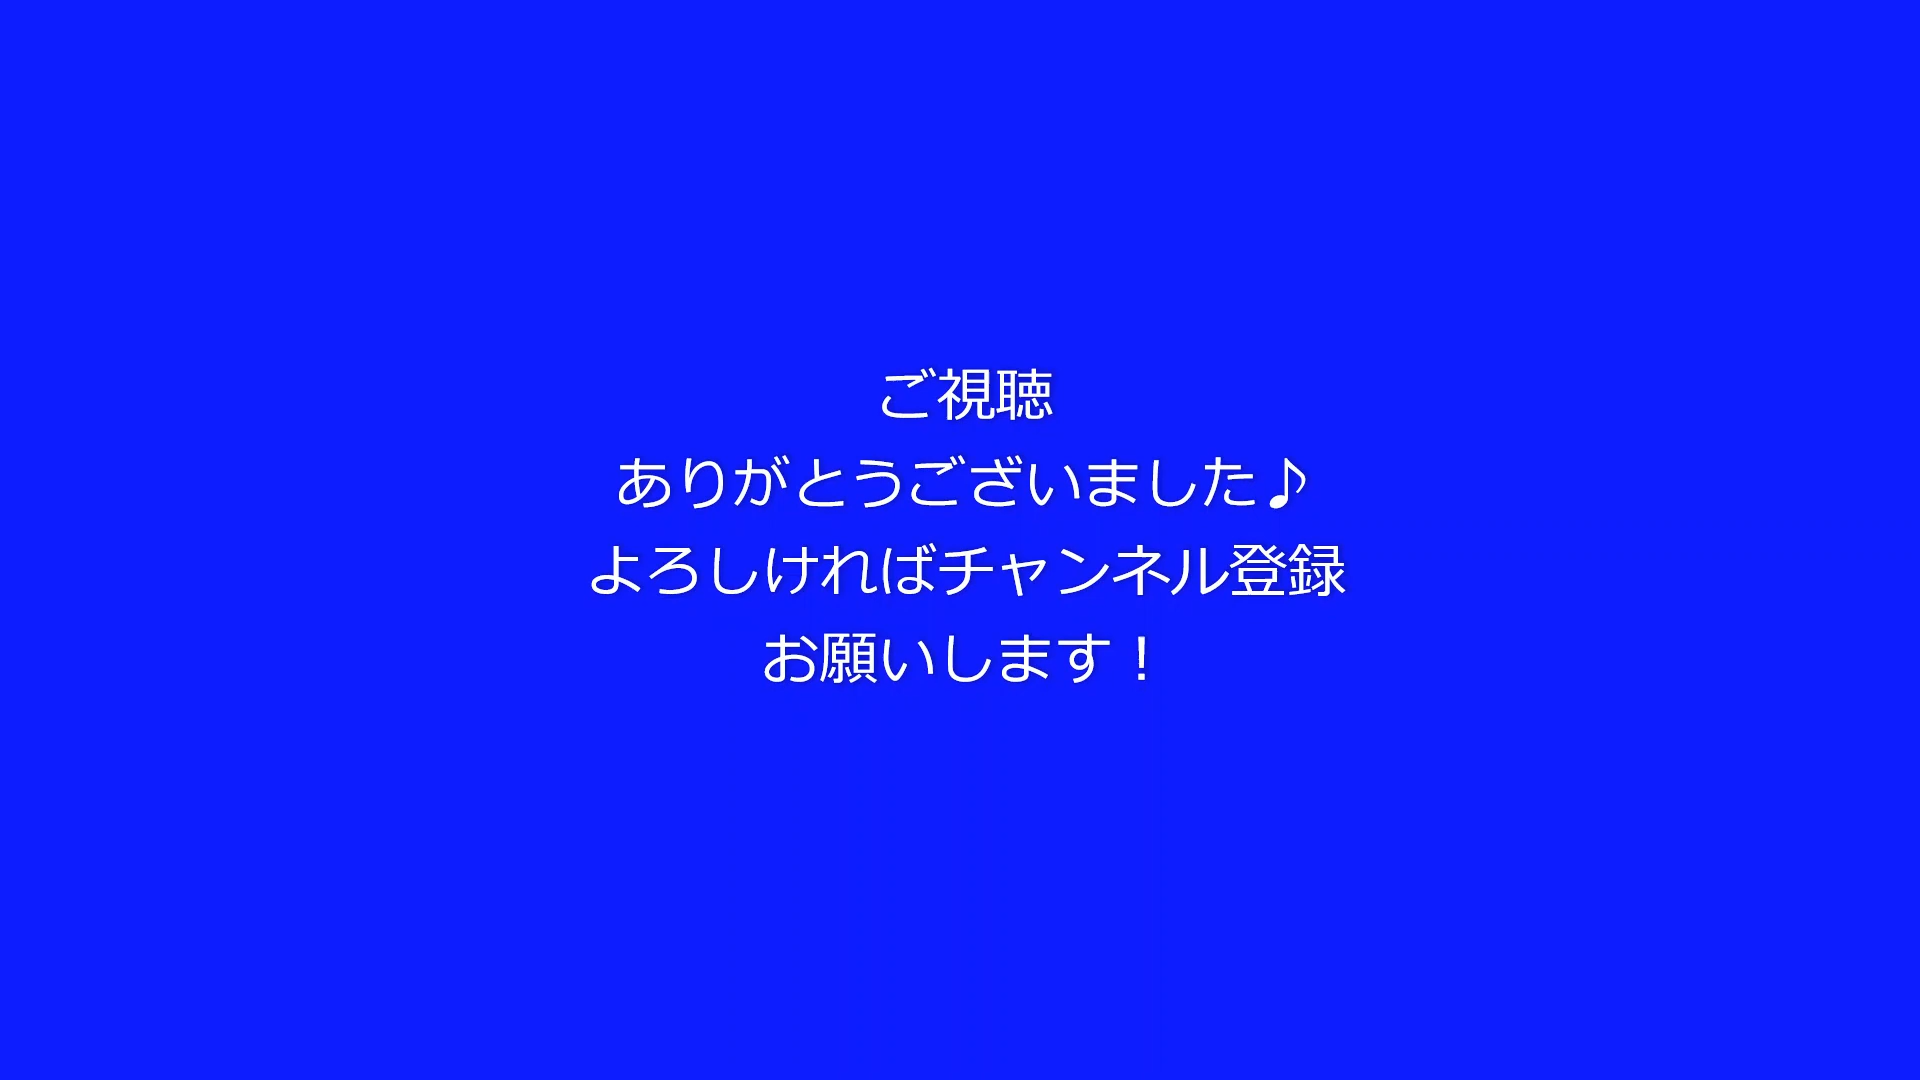 ご視聴
ありがとうございました♪
よろしければチャンネル登録
お願いします！